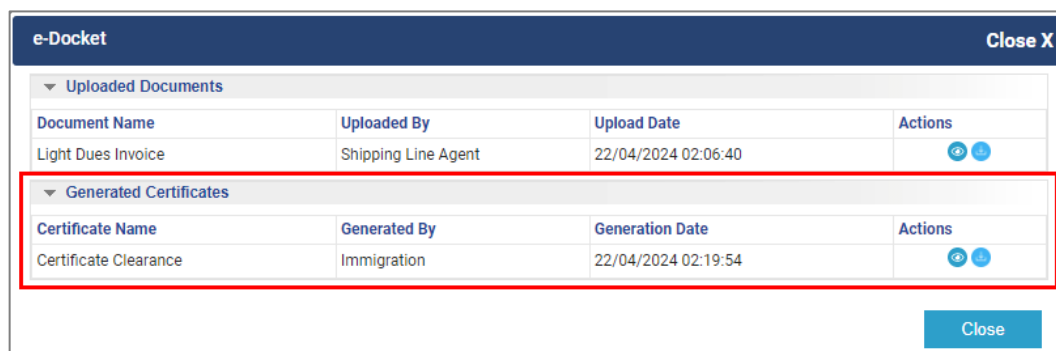 e-Docket Close X
Uploaded Documents
Document Name Uploaded By Upload Date Actions
Light Dues Invoice Shipping Line Agent 22/04/2024 02:06:40
Generated Certificates
Certificate Name Generated By Generation Date Actions
Certificate Clearance Immigration 22/04/2024 02:19:54
Close